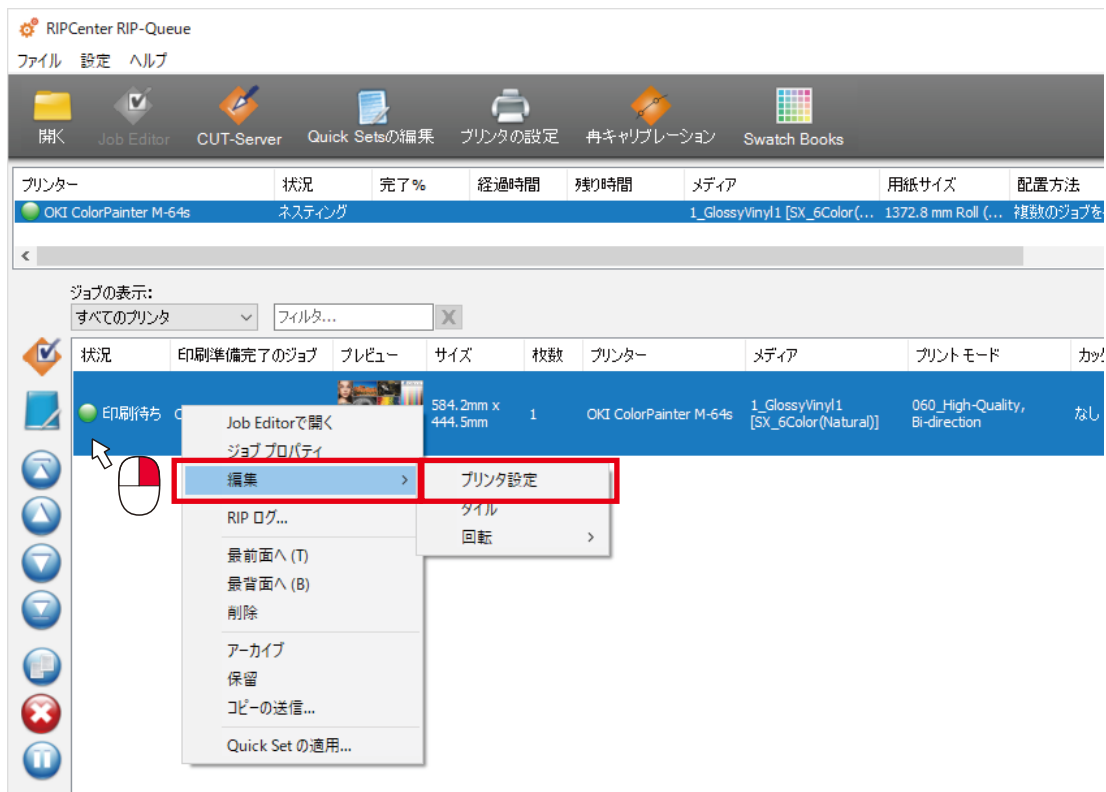 RIPCenter RIP-Queue
ファイル 設定 ヘルプ
開く Job Editor CUT-Server Quick Setsの編集 プリンタの設定 再キャリブレーション Swatch Books
プリンター 状況 完了% 経過時間 残り時間 メディア 用紙サイズ 配置方法
OKI ColorPainter M-64s ネスティング 1_GlossyVinyl1 [SX_6Color(... 1372.8 mm Roll (... 複数のジョブを
ジョブの表示:
すべてのプリンタ フィルタ... X
状況 印刷準備完了のジョブ プレビュー サイズ 枚数 プリンター メディア プリントモード カッ
印刷待ち 584.2mm x 444.5mm 1 OKI ColorPainter M-64s 1_GlossyVinyl1 [SX_6Color(Natural)] 060_High-Quality, Bi-direction なし
Job Editorで開く
ジョブ プロパティ
編集 >
プリンタ設定
タイル
回転 >
RIP ログ...
最前面へ (T)
最背面へ (B)
削除
アーカイブ
保留
コピーの送信...
Quick Set の適用...